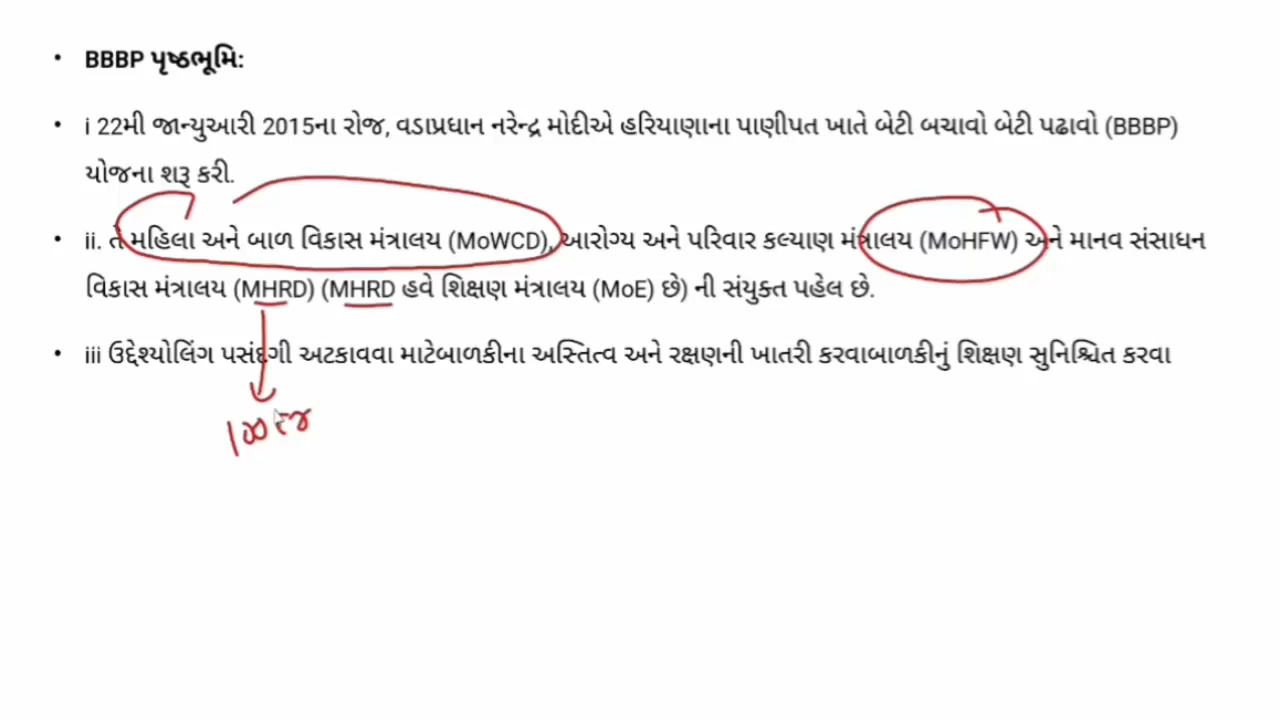 • BBBP પૃષ્ઠભૂમિ:
• i 22મી જાન્યુઆરી 2015ના રોજ, વડાપ્રધાન નરેન્દ્ર મોદીએ હરિયાણાના પાણીપત ખાતે બેટી બચાવો બેટી પઢાવો (BBBP)
યોજના શરૂ કરી.
• ii. તે મહિલા અને બાળ વિકાસ મંત્રાલય (MoWCD), આરોગ્ય અને પરિવાર કલ્યાણ મંત્રાલય (MoHFW) અને માનવ સંસાધન
વિકાસ મંત્રાલય (MHRD) (MHRD હવે શિક્ષણ મંત્રાલય (MoE) છે) ની સંયુક્ત પહેલ છે.
• iii ઉદ્દેશ્યોલિંગ પસંદગી અટકાવવા માટેબાળકીના અસ્તિત્વ અને રક્ષણની ખાતરી કરવાબાળકીનું શિક્ષણ સુનિશ્ચિત કરવા